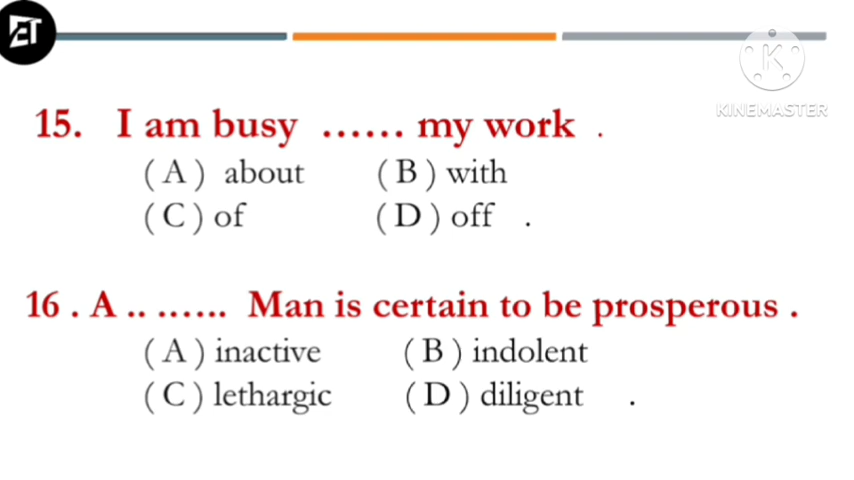 ET
KINEMASTER
15. I am busy ...... my work .
( A ) about ( B ) with
( C ) of ( D ) off .
16 . A .. ...... Man is certain to be prosperous .
( A ) inactive ( B ) indolent
( C ) lethargic ( D ) diligent .